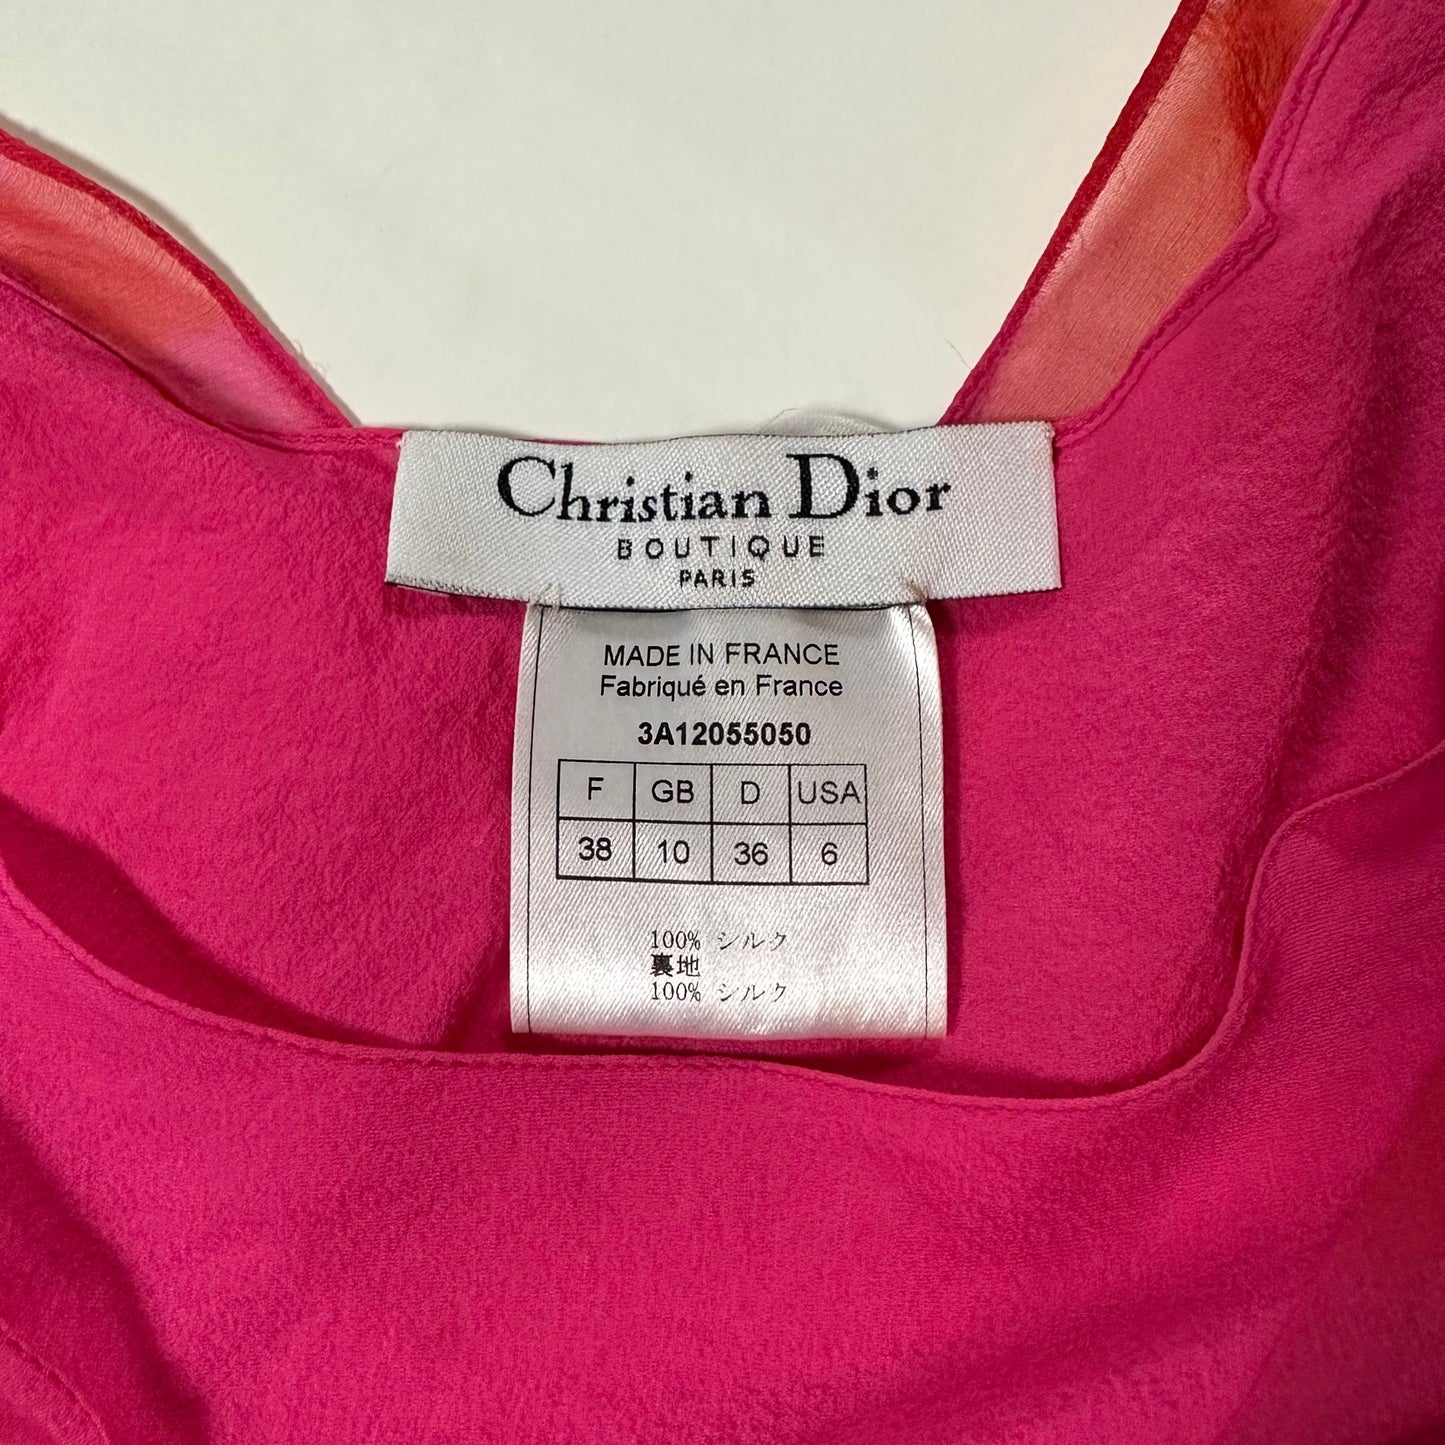 Christian Dior
BOUTIQUE
PARIS
MADE IN FRANCE
Fabriqué en France
3A12055050
F GB D USA
38 10 36 6
100% シルク
裏地
100% シルク